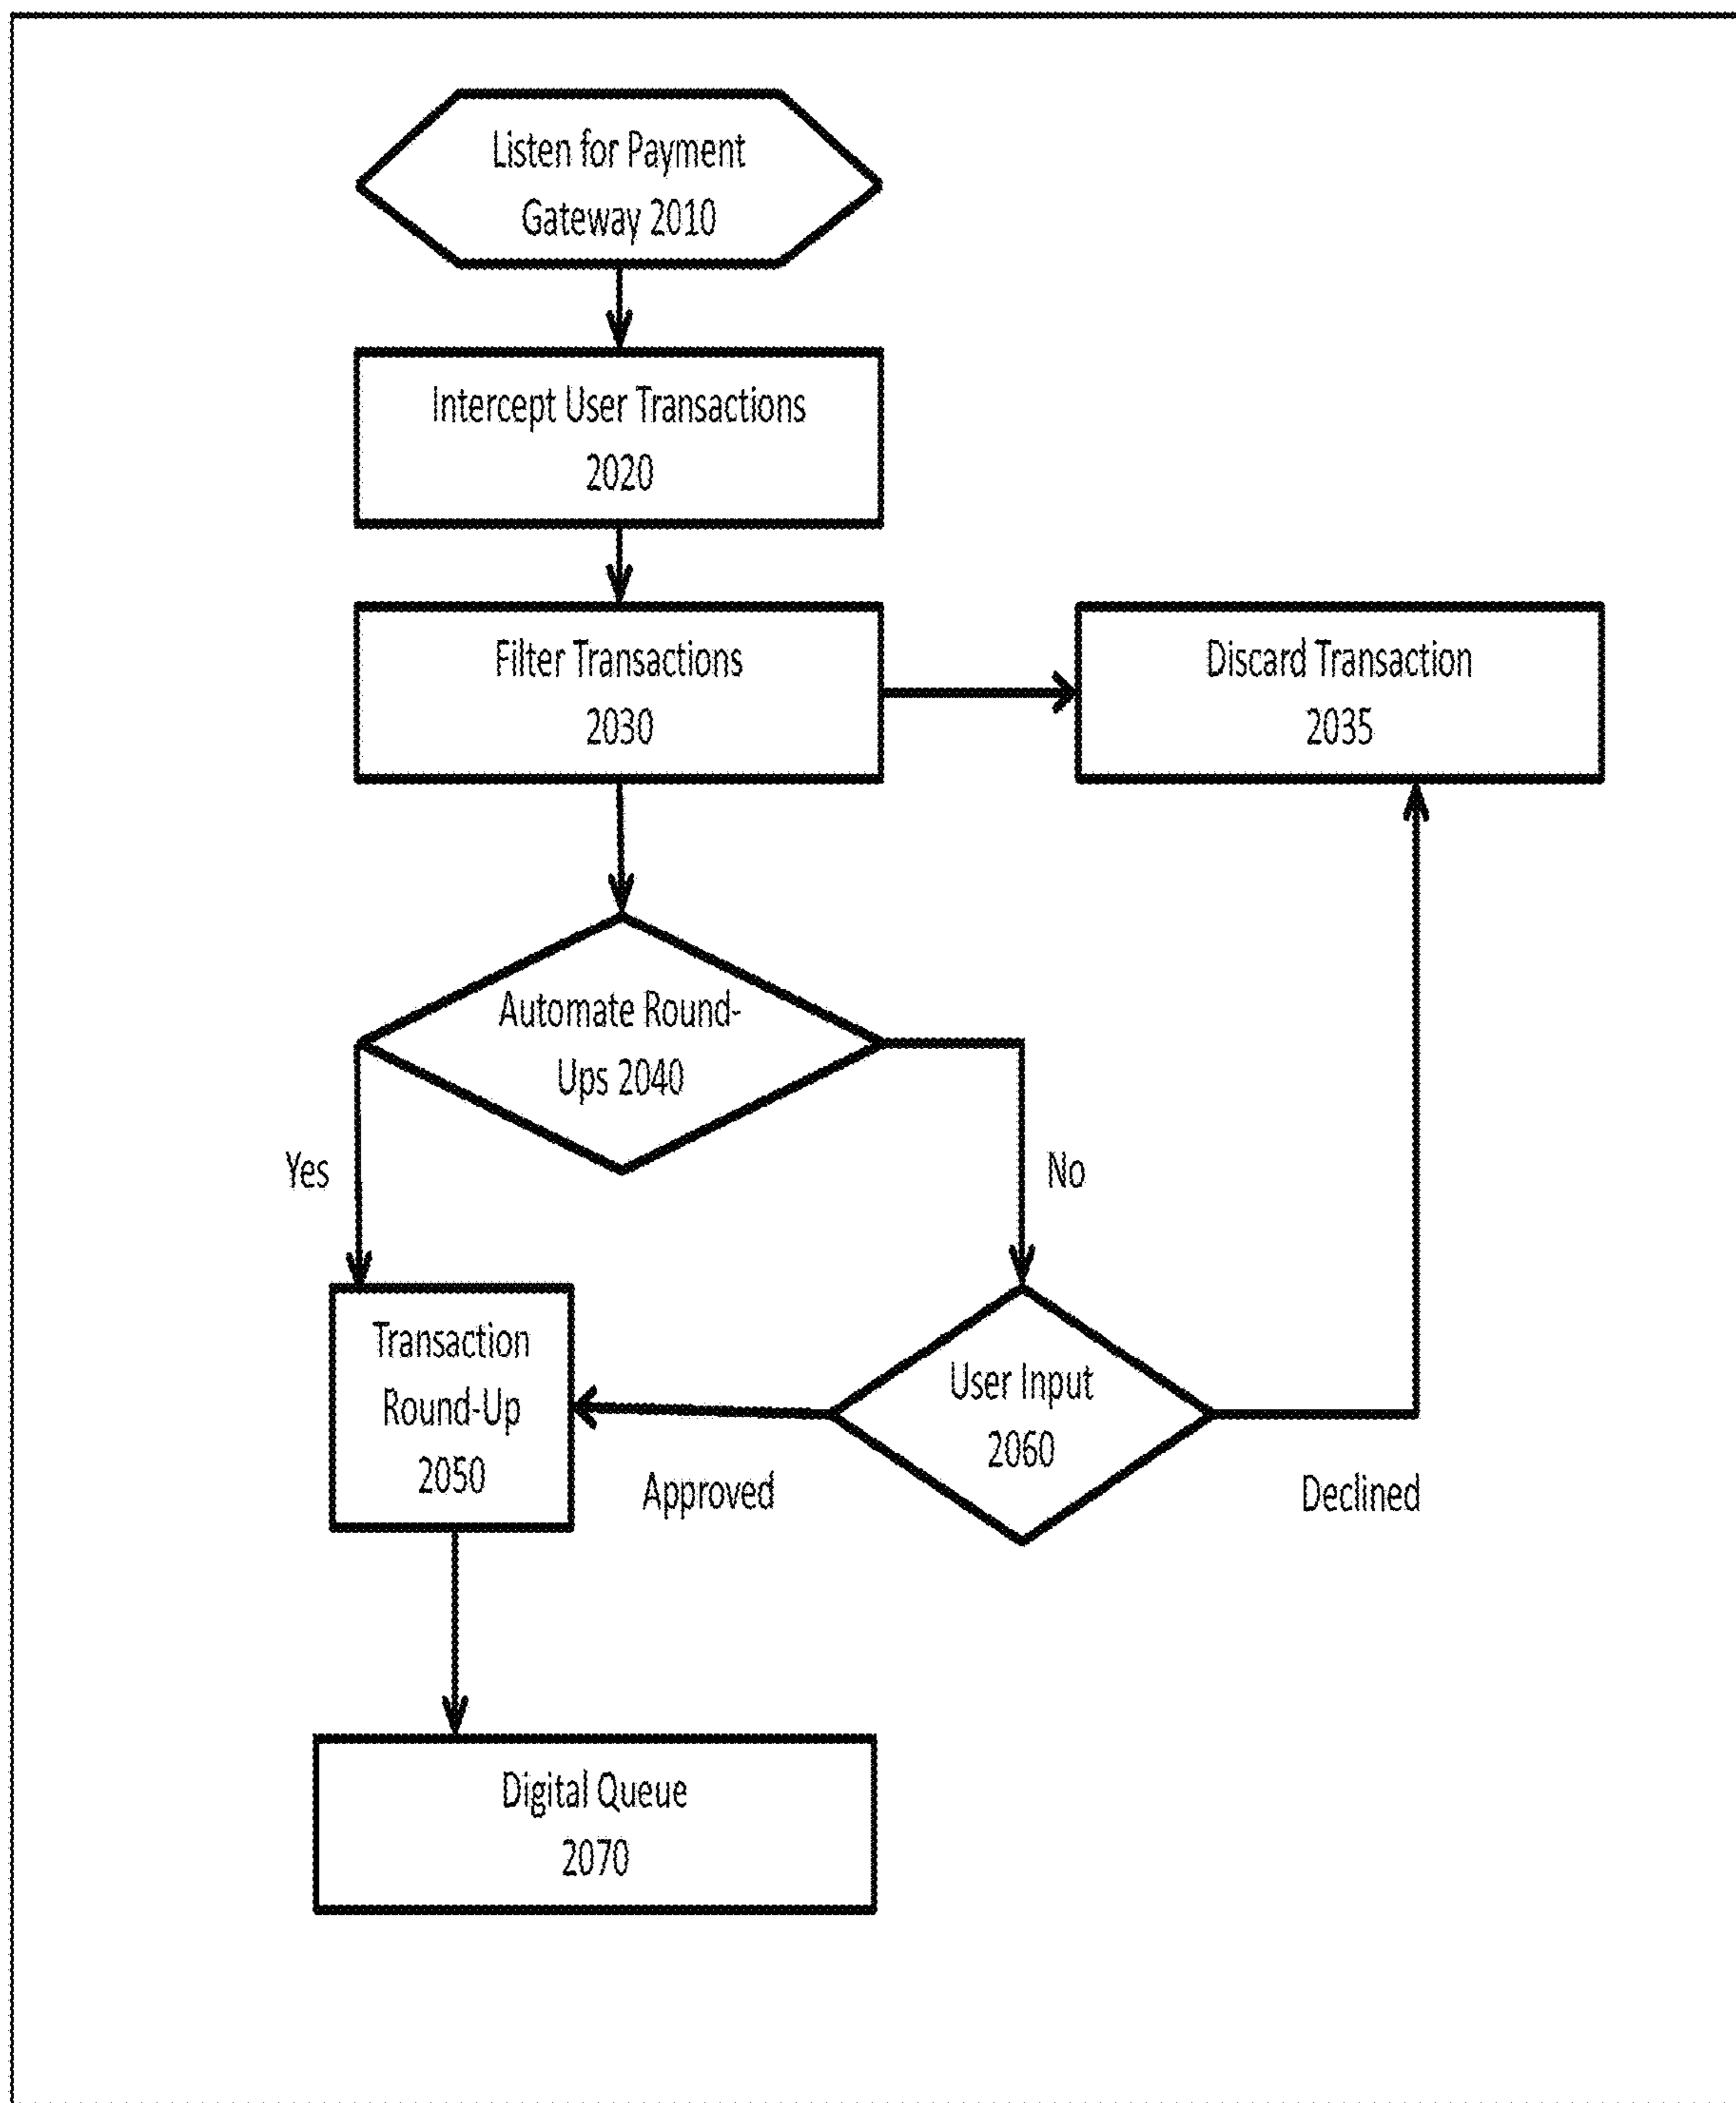 Listen for Payment
Gateway 2010
Intercept User Transactions
2020
Filter Transactions
2030
Discard Transaction
2035
Automate Round-
Ups 2040
Yes
No
Transaction
Round-Up
2050
User Input
2060
Approved
Declined
Digital Queue
2070